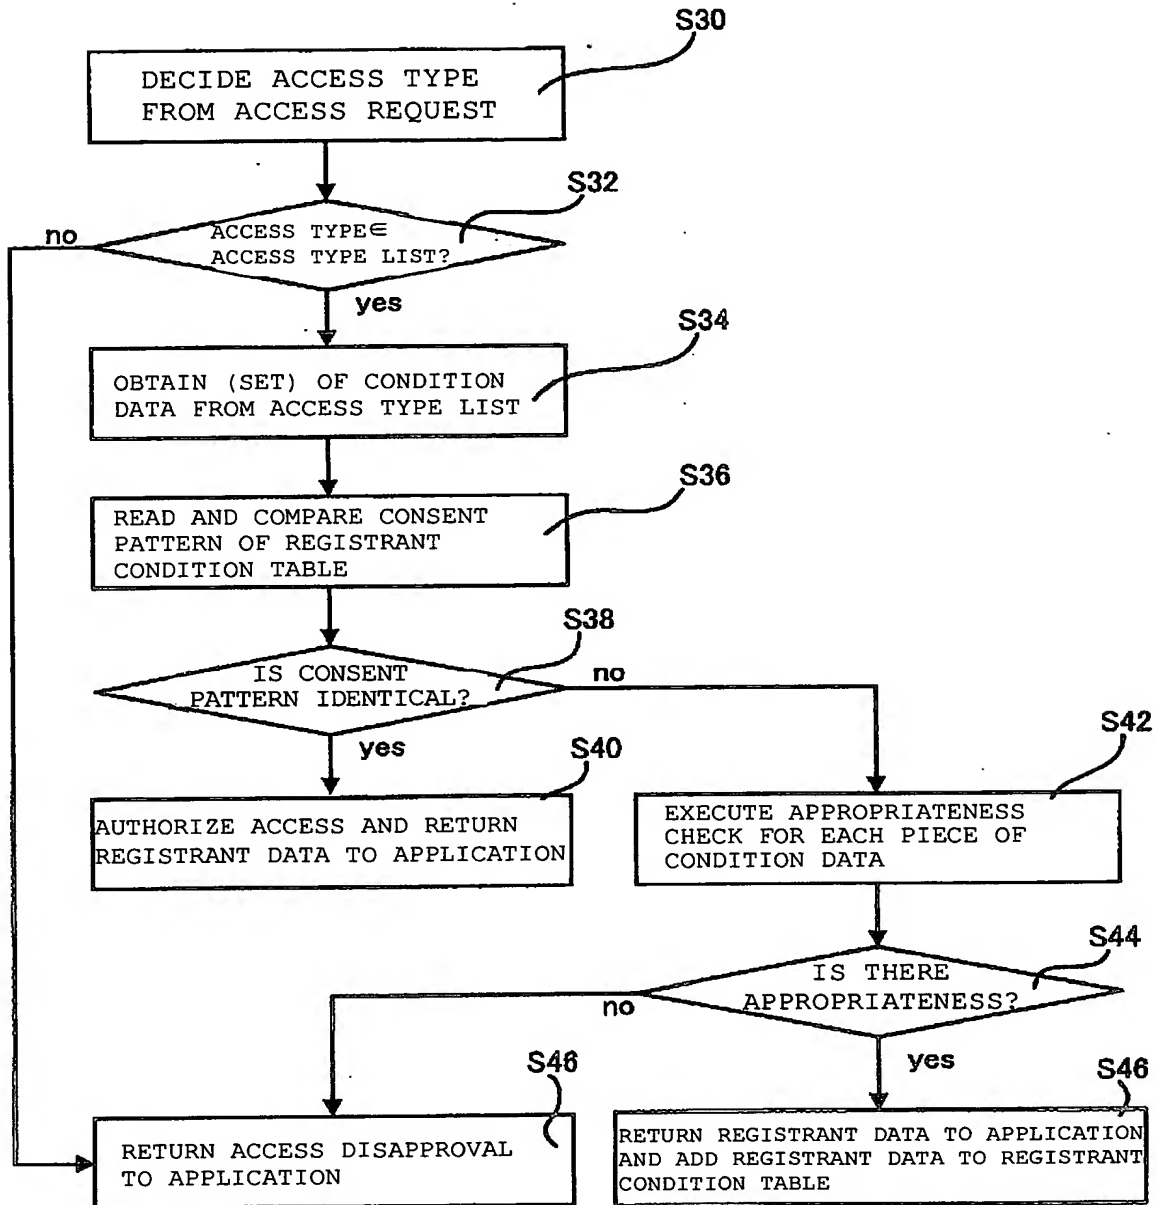 S30
DECIDE ACCESS TYPE
FROM ACCESS REQUEST
S32
no
ACCESS TYPE∈
ACCESS TYPE LIST?
yes
S34
OBTAIN (SET) OF CONDITION
DATA FROM ACCESS TYPE LIST
S36
READ AND COMPARE CONSENT
PATTERN OF REGISTRANT
CONDITION TABLE
S38
IS CONSENT
PATTERN IDENTICAL?
no
yes
S40
AUTHORIZE ACCESS AND RETURN
REGISTRANT DATA TO APPLICATION
S42
EXECUTE APPROPRIATENESS
CHECK FOR EACH PIECE OF
CONDITION DATA
S44
IS THERE
APPROPRIATENESS?
no
yes
S46
RETURN ACCESS DISAPPROVAL
TO APPLICATION
S46
RETURN REGISTRANT DATA TO APPLICATION
AND ADD REGISTRANT DATA TO REGISTRANT
CONDITION TABLE